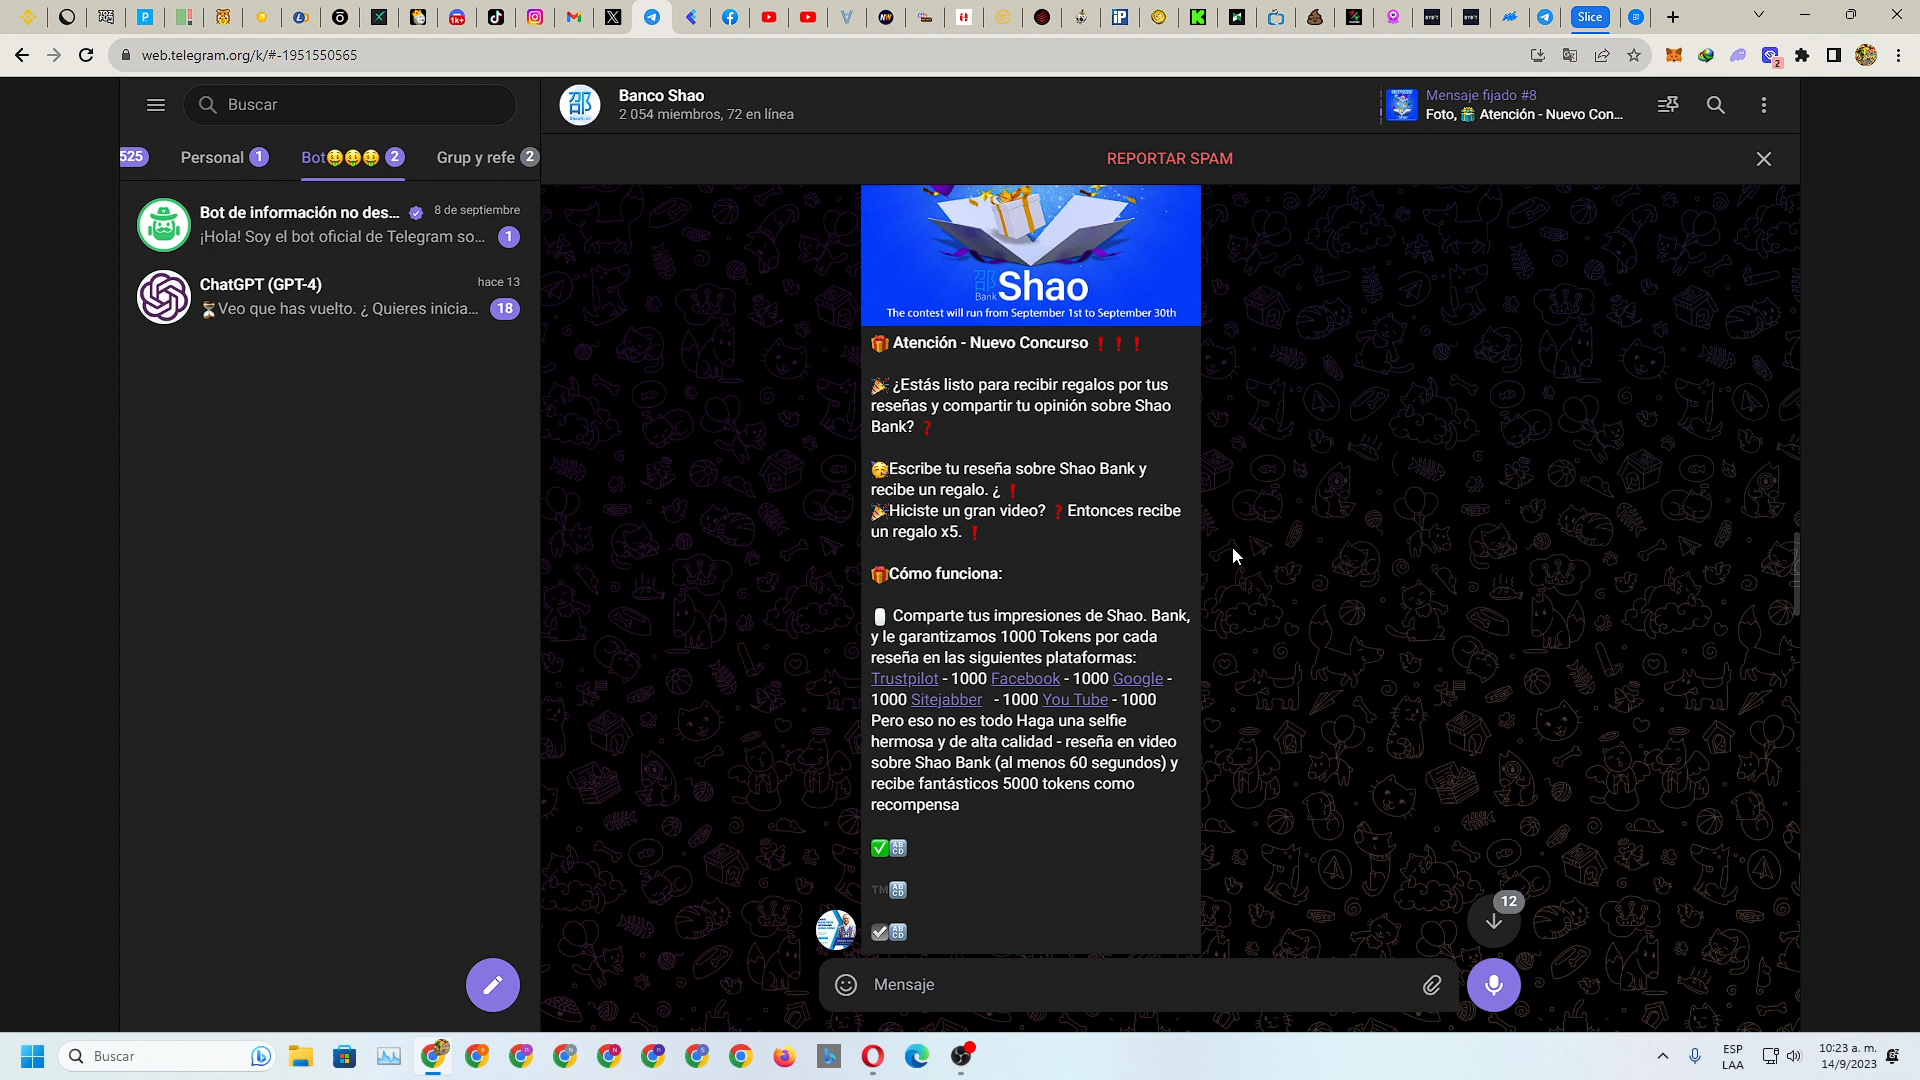 Slice
web.telegram.org/k/#-1951550565
2
Buscar
Banco Shao
2 054 miembros, 72 en línea
Mensaje fijado #8
Foto, 🎁 Atención - Nuevo Con...
525
Personal 1
Bot🤑🤑🤑 2
Grup y refe 2
REPORTAR SPAM
Bot de información no des... 8 de septiembre
¡Hola! Soy el bot oficial de Telegram so... 1
ChatGPT (GPT-4) hace 13
⏳Veo que has vuelto. ¿ Quieres inicia... 18
邵 Bank Shao
The contest will run from September 1st to September 30th
🎁 Atención - Nuevo Concurso ❗❗❗
🎉 ¿Estás listo para recibir regalos por tus
reseñas y compartir tu opinión sobre Shao
Bank? ❓
🥳Escribe tu reseña sobre Shao Bank y
recibe un regalo. ¿ ❗
🎉Hiciste un gran video? ❓Entonces recibe
un regalo x5. ❗
🎁Cómo funciona:
Comparte tus impresiones de Shao. Bank,
y le garantizamos 1000 Tokens por cada
reseña en las siguientes plataformas:
Trustpilot - 1000 Facebook - 1000 Google -
1000 Sitejabber - 1000 You Tube - 1000
Pero eso no es todo Haga una selfie
hermosa y de alta calidad - reseña en video
sobre Shao Bank (al menos 60 segundos) y
recibe fantásticos 5000 tokens como
recompensa
✅🔠
™🔠
☑🔠
12
Mensaje
Buscar
ESP
LAA
10:23 a. m.
14/9/2023